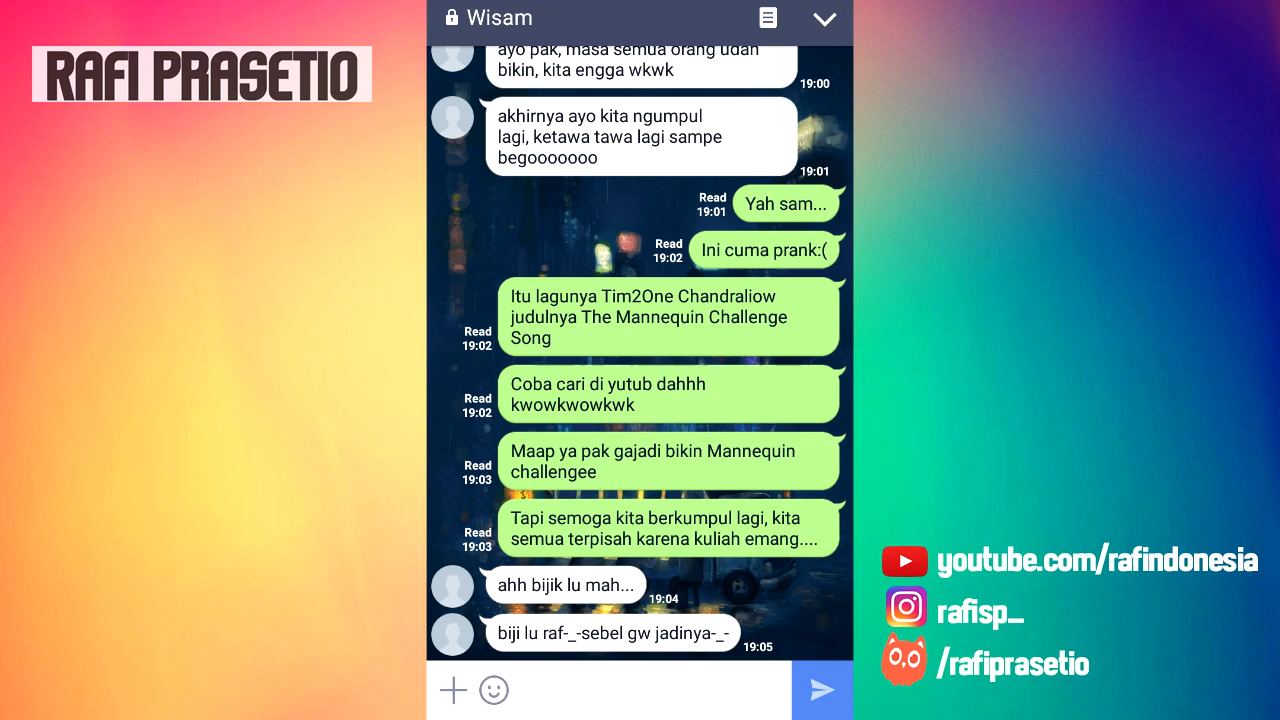 RAFI PRASETIO
Wisam
ayo pak, masa semua orang udah
bikin, kita engga wkwk
19:00
akhirnya ayo kita ngumpul
lagi, ketawa tawa lagi sampe
begooooooo
19:01
Read
19:01
Yah sam...
Read
19:02
Ini cuma prank:(
Itu lagunya Tim2One Chandraliow
judulnya The Mannequin Challenge
Song
Read
19:02
Coba cari di yutub dahhh
kwowkwowkwk
Read
19:02
Maap ya pak gajadi bikin Mannequin
challengee
Read
19:03
Tapi semoga kita berkumpul lagi, kita
semua terpisah karena kuliah emang....
Read
19:03
ahh bijik lu mah...
19:04
biji lu raf-_-sebel gw jadinya-_-
19:05
youtube.com/rafindonesia
rafisp_
/rafiprasetio